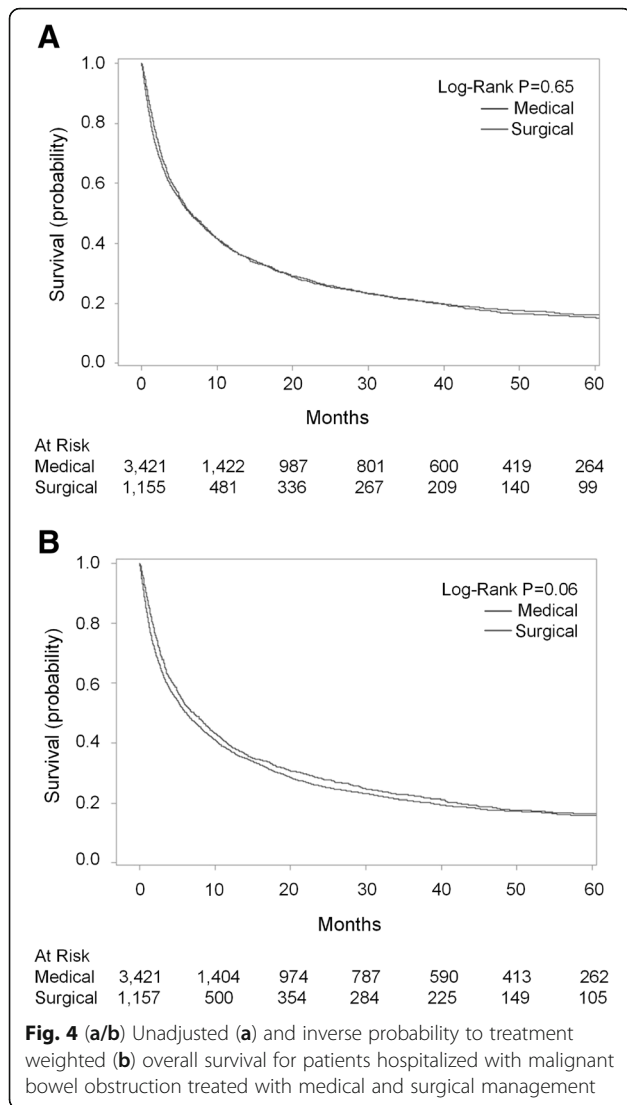 A
Log-Rank P=0.65
Medical
Surgical
Survival (probability)
1.0
0.8
0.6
0.4
0.2
0.0
0 10 20 30 40 50 60
Months
At Risk
Medical 3,421 1,422 987 801 600 419 264
Surgical 1,155 481 336 267 209 140 99
B
Log-Rank P=0.06
Medical
Surgical
Survival (probability)
1.0
0.8
0.6
0.4
0.2
0.0
0 10 20 30 40 50 60
Months
At Risk
Medical 3,421 1,404 974 787 590 413 262
Surgical 1,157 500 354 284 225 149 105
Fig. 4 (a/b) Unadjusted (a) and inverse probability to treatment
weighted (b) overall survival for patients hospitalized with malignant
bowel obstruction treated with medical and surgical management